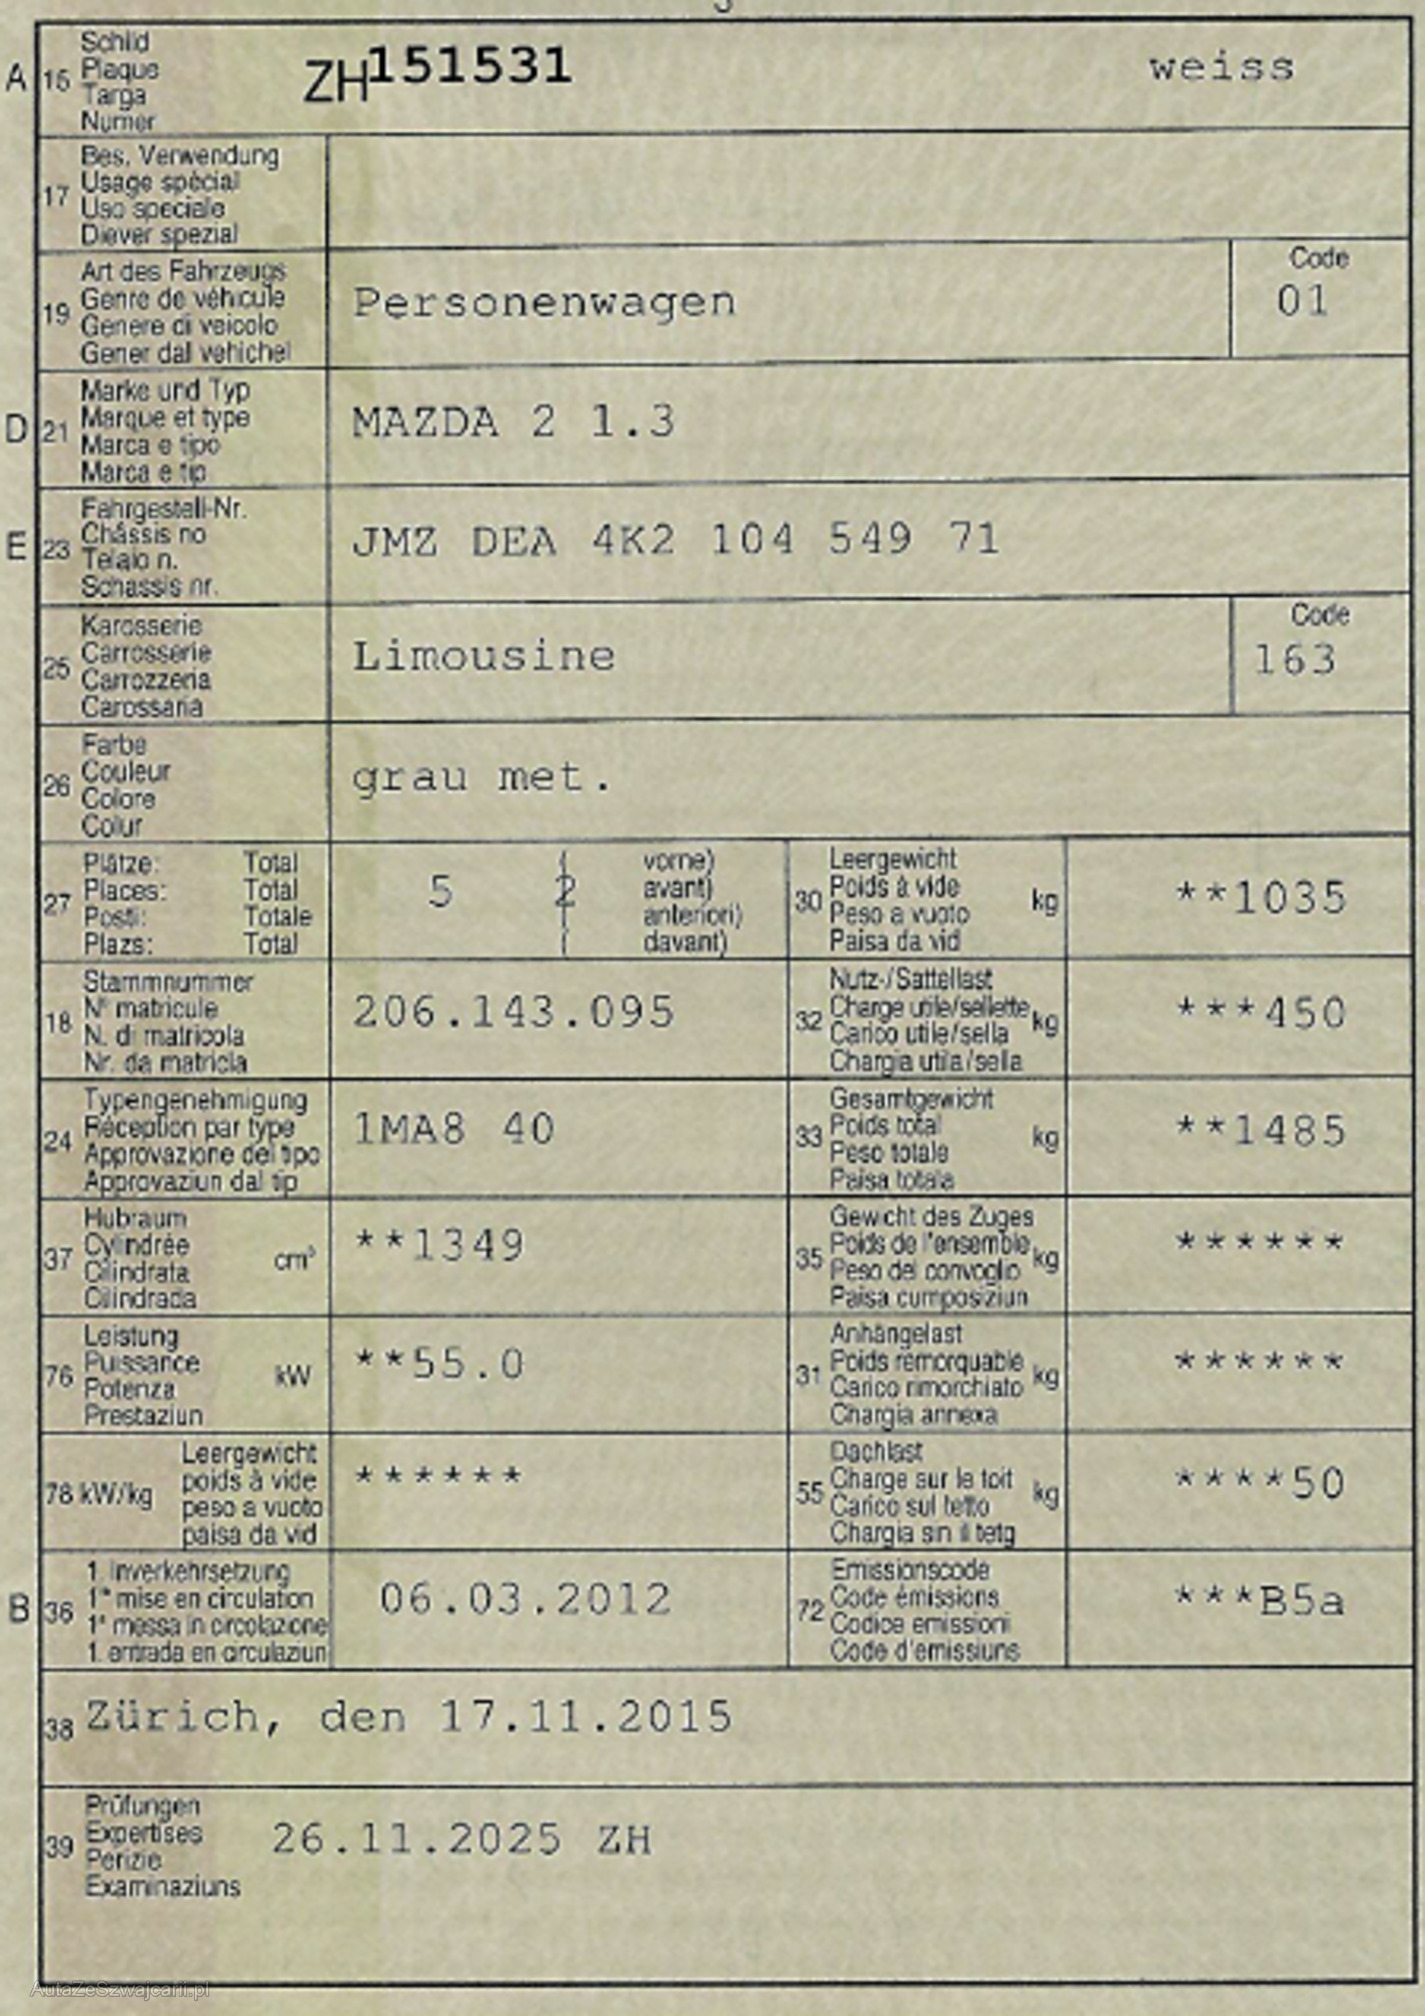 A 15 Schild
Plaque
Targa
Numer
ZH151531 weiss
17 Bes. Verwendung
Usage spécial
Uso speciale
Diever spezial
19 Art des Fahrzeugs
Genre de véhicule
Genere di veicolo
Gener dal vehichel
Personenwagen
Code
01
D 21 Marke und Typ
Marque et type
Marca e tipo
Marca e tip
MAZDA 2 1.3
E 23 Fahrgestell-Nr.
Châssis no
Telaio n.
Schassis nr.
JMZ DEA 4K2 104 549 71
25 Karosserie
Carrosserie
Carrozzeria
Carossaria
Limousine
Code
163
26 Farbe
Couleur
Colore
Colur
grau met.
27 Plätze: Total
Places: Total
Posti: Totale
Plazs: Total
5 2
( vorne)
( avant)
( anteriori)
( davant)
30 Leergewicht
Poids à vide
Peso a vuoto
Paisa da vid
kg
**1035
18 Stammnummer
N° matricule
N. di matricola
Nr. da matricla
206.143.095
32 Nutz-/Sattellast
Charge utile/sellette
Carico utile/sella
Chargia utila/sella
kg
***450
24 Typengenehmigung
Réception par type
Approvazione del tipo
Approvaziun dal tip
1MA8 40
33 Gesamtgewicht
Poids total
Peso totale
Paisa totala
kg
**1485
37 Hubraum
Cylindrée
Cilindrata
Cilindrada
cm³
**1349
35 Gewicht des Zuges
Poids de l'ensemble
Peso del convoglio
Paisa cumposiziun
kg
******
76 Leistung
Puissance
Potenza
Prestaziun
kW
**55.0
31 Anhängelast
Poids remorquable
Carico rimorchiato
Chargia annexa
kg
******
78 kW/kg
Leergewicht
poids à vide
peso a vuoto
paisa da vid
******
55 Dachlast
Charge sur le toit
Carico sul tetto
Chargia sin il tetg
kg
****50
B 36 1. Inverkehrsetzung
1re mise en circulation
1a messa in circolazione
1. entrada en circulaziun
06.03.2012
72 Emissionscode
Code émissions
Codice emissioni
Code d'emissiuns
***B5a
38 Zürich, den 17.11.2015
39 Prüfungen
Expertises
Perizie
Examinaziuns
26.11.2025 ZH
AutaZeSzwajcarii.pl